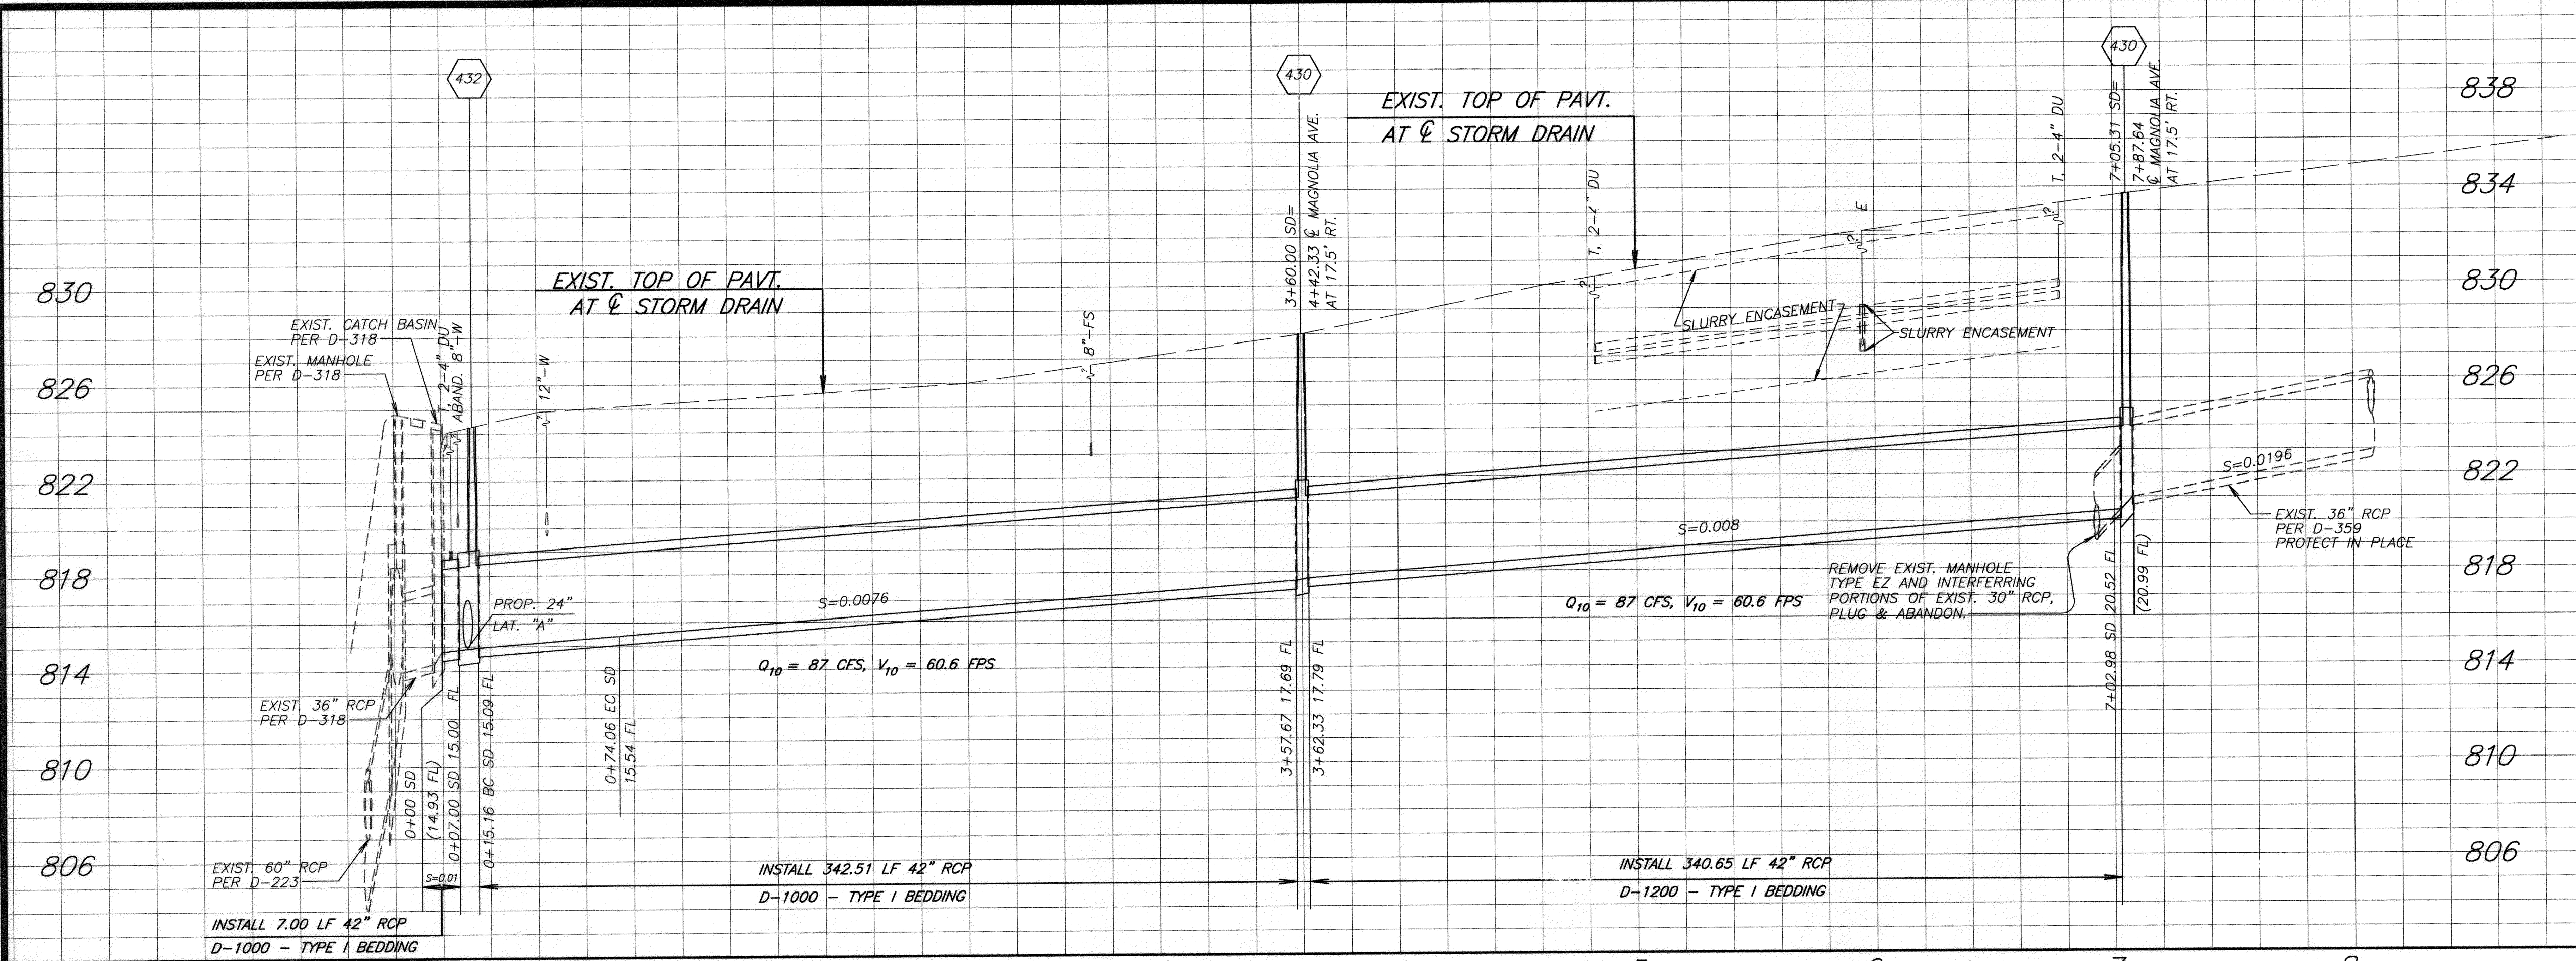 432
430
430
838
834
830
826
822
818
814
810
806
830
826
822
818
814
810
806
EXIST. TOP OF PAVT.
AT ℄ STORM DRAIN
EXIST. TOP OF PAVT.
AT ℄ STORM DRAIN
EXIST. CATCH BASIN
PER D-318
EXIST. MANHOLE
PER D-318
T, 2-4" DU
ABAND. 8"-W
12"-W
8"-FS
3+60.00 SD=
4+42.33 ℄ MAGNOLIA AVE.
AT 17.5' RT.
T, 2-4" DU
E
T, 2-4" DU
7+05.31 SD=
7+87.64
℄ MAGNOLIA AVE.
AT 17.5' RT.
?
?
?
?
?
?
?
SLURRY ENCASEMENT
SLURRY ENCASEMENT
S=0.0196
EXIST. 36" RCP
PER D-359
PROTECT IN PLACE
S=0.008
S=0.0076
PROP. 24"
LAT. "A"
Q10 = 87 CFS, V10 = 60.6 FPS
Q10 = 87 CFS, V10 = 60.6 FPS
REMOVE EXIST. MANHOLE
TYPE EZ AND INTERFERRING
PORTIONS OF EXIST. 30" RCP,
PLUG & ABANDON.
EXIST. 36" RCP
PER D-318
0+00 SD
(14.93 FL)
0+07.00 SD 15.00 FL
0+15.16 BC SD 15.09 FL
0+74.06 EC SD
15.54 FL
3+57.67 17.69 FL
3+62.33 17.79 FL
7+02.98 SD 20.52 FL
(20.99 FL)
EXIST. 60" RCP
PER D-223
S=0.01
INSTALL 7.00 LF 42" RCP
D-1000 - TYPE I BEDDING
INSTALL 342.51 LF 42" RCP
D-1000 - TYPE I BEDDING
INSTALL 340.65 LF 42" RCP
D-1200 - TYPE I BEDDING